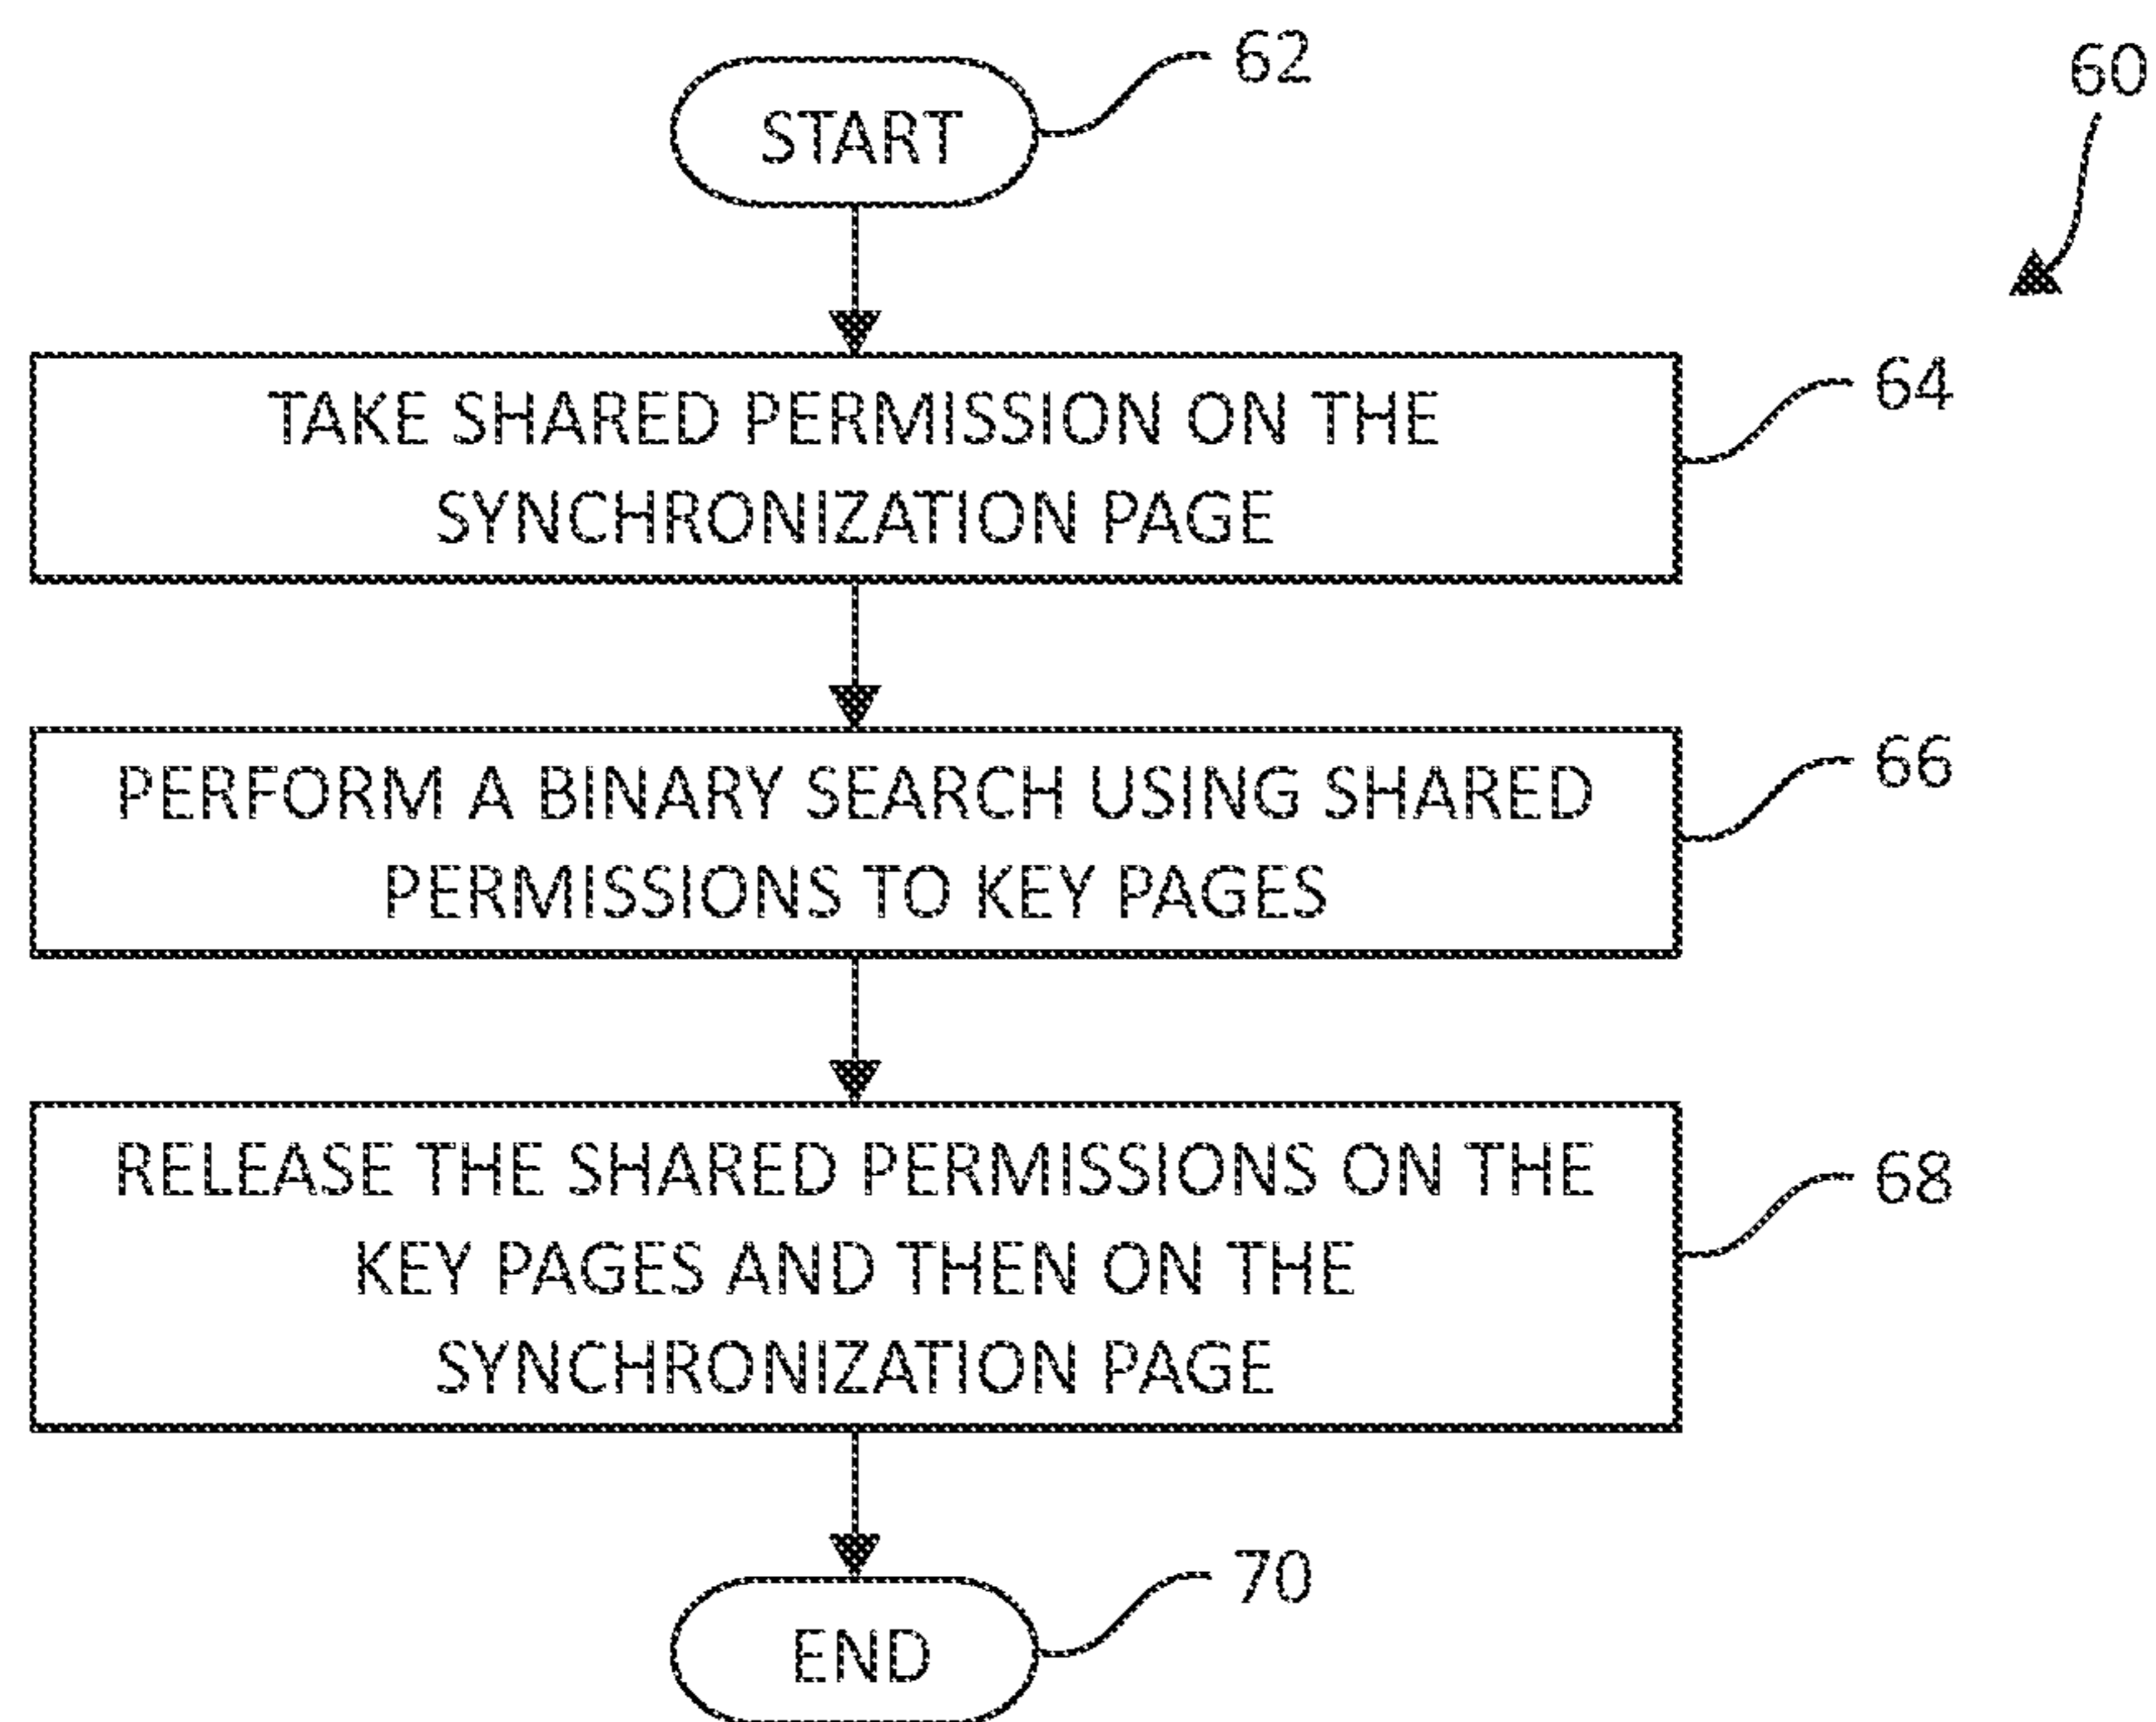 62
60
START
64
TAKE SHARED PERMISSION ON THE
SYNCHRONIZATION PAGE
66
PERFORM A BINARY SEARCH USING SHARED
PERMISSIONS TO KEY PAGES
68
RELEASE THE SHARED PERMISSIONS ON THE
KEY PAGES AND THEN ON THE
SYNCHRONIZATION PAGE
70
END